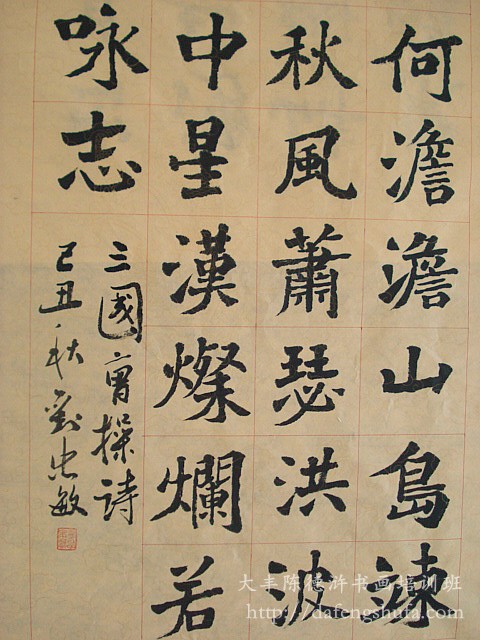 何澹澹山島竦
秋風蕭瑟洪波
中星漢燦爛若
咏志
三國曹操詩
己丑秋劉忠敏
大丰陈德浒书画培训班
http://dafengshufa.com